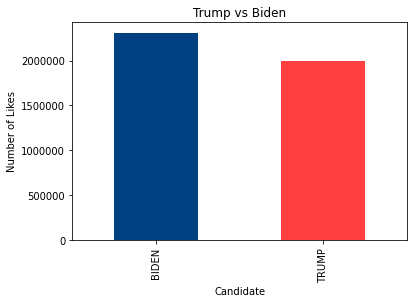 Trump vs Biden
Number of Likes
2000000
1500000
1000000
500000
0
BIDEN
TRUMP
Candidate